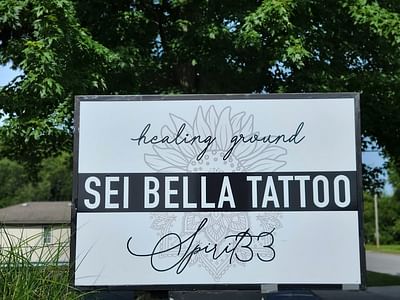 healing ground
SEI BELLA TATTOO
Spirit33